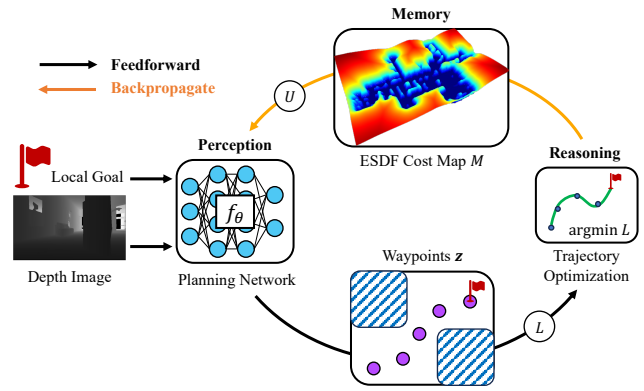 Memory
Feedforward
Backpropagate
U
Perception
ESDF Cost Map M
Reasoning
Local Goal
f_θ
argmin L
Depth Image
Planning Network
Waypoints z
Trajectory
Optimization
L